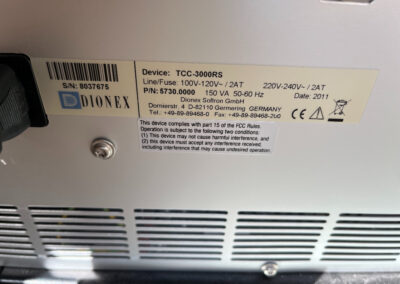 S/N: 8037675
DIONEX
Device: TCC-3000RS
Line/Fuse: 100V-120V~ / 2AT 220V-240V~ / 2AT
P/N: 5730.0000 150 VA 50-60 Hz
Dionex Softron GmbH Date: 2011
Dornierstr. 4 D-82110 Germering GERMANY
Tel. +49-89-89468-0 Fax +49-89-89468-200
CE
This device complies with part 15 of the FCC Rules.
Operation is subject to the following two conditions:
(1) This device may not cause harmful interference, and
(2) this device must accept any interference received,
including interference that may cause undesired operation.